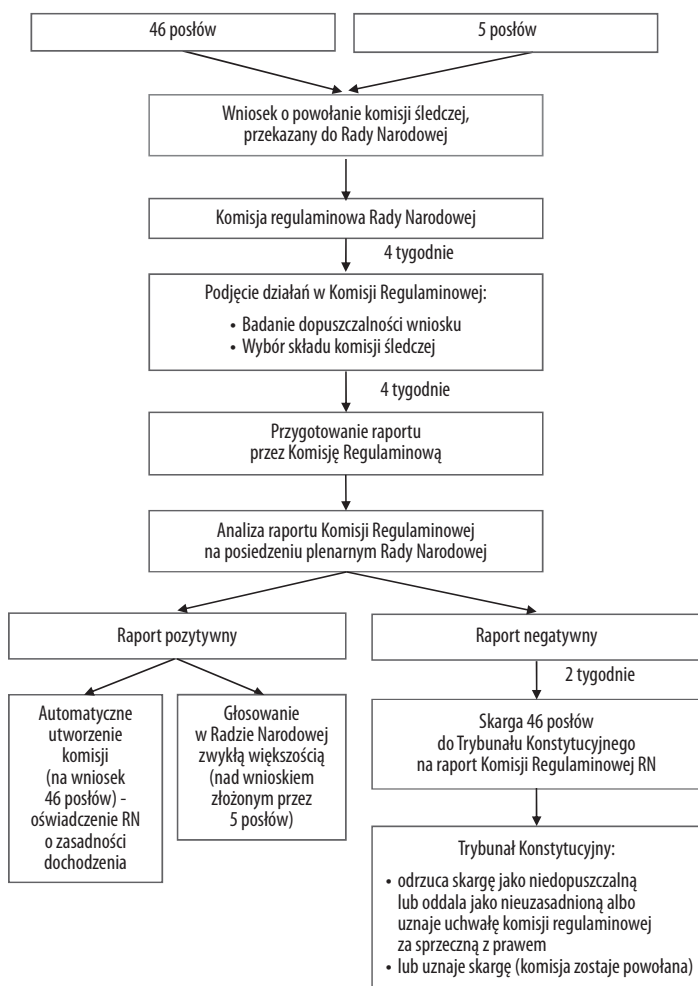 46 posłów
5 posłów
Wniosek o powołanie komisji śledczej,
przekazany do Rady Narodowej
Komisja regulaminowa Rady Narodowej
4 tygodnie
Podjęcie działań w Komisji Regulaminowej:
• Badanie dopuszczalności wniosku
• Wybór składu komisji śledczej
4 tygodnie
Przygotowanie raportu
przez Komisję Regulaminową
Analiza raportu Komisji Regulaminowej
na posiedzeniu plenarnym Rady Narodowej
Raport pozytywny
Raport negatywny
2 tygodnie
Automatyczne
utworzenie
komisji
(na wniosek
46 posłów) -
oświadczenie RN
o zasadności
dochodzenia
Głosowanie
w Radzie Narodowej
zwykłą większością
(nad wnioskiem
złożonym przez
5 posłów)
Skarga 46 posłów
do Trybunału Konstytucyjnego
na raport Komisji Regulaminowej RN
Trybunał Konstytucyjny:
• odrzuca skargę jako niedopuszczalną
lub oddala jako nieuzasadnioną albo
uznaje uchwałę komisji regulaminowej
za sprzeczną z prawem
• lub uznaje skargę (komisja zostaje powołana)